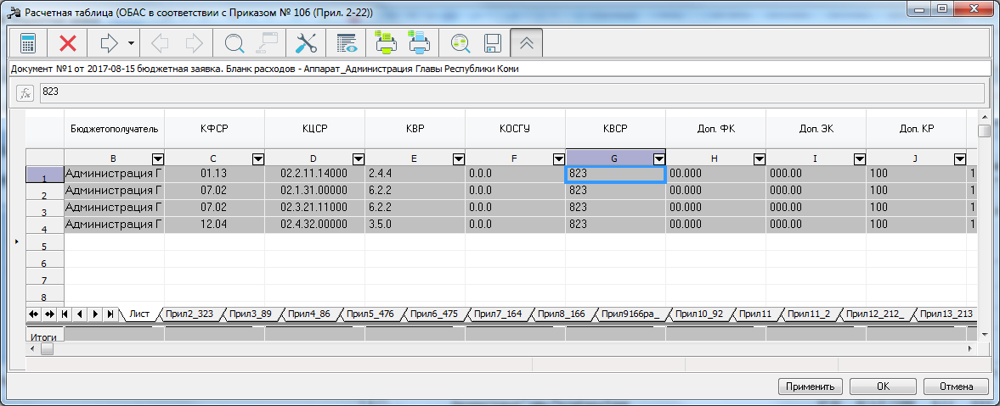 Расчетная таблица (ОБАС в соответствии с Приказом № 106 (Прил. 2-22))
Документ №1 от 2017-08-15 бюджетная заявка. Бланк расходов - Аппарат_Администрация Главы Республики Коми
fx 823
Бюджетополучатель КФСР КЦСР КВР КОСГУ КВСР Доп. ФК Доп. ЭК Доп. КР
B C D E F G H I J
1 Администрация Г 01.13 02.2.11.14000 2.4.4 0.0.0 823 00.000 000.00 100 1
2 Администрация Г 07.02 02.1.31.00000 6.2.2 0.0.0 823 00.000 000.00 100 1
3 Администрация Г 07.02 02.3.21.11000 6.2.2 0.0.0 823 00.000 000.00 100 1
4 Администрация Г 12.04 02.4.32.00000 3.5.0 0.0.0 823 00.000 000.00 100 1
5
6
7
8
Лист Прил2_323 Прил3_89 Прил4_86 Прил5_476 Прил6_475 Прил7_164 Прил8_166 Прил9166ра_ Прил10_92 Прил11 Прил11_2 Прил12_212_ Прил13_213
Итоги
Применить ОК Отмена